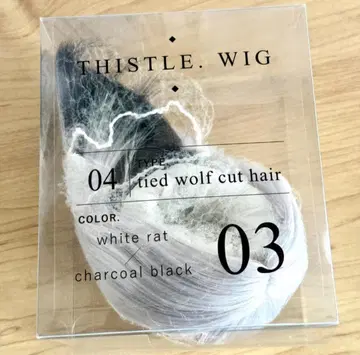 THISTLE. WIG
04
TYPE.
tied wolf cut hair
COLOR.
white rat
×
charcoal black
03